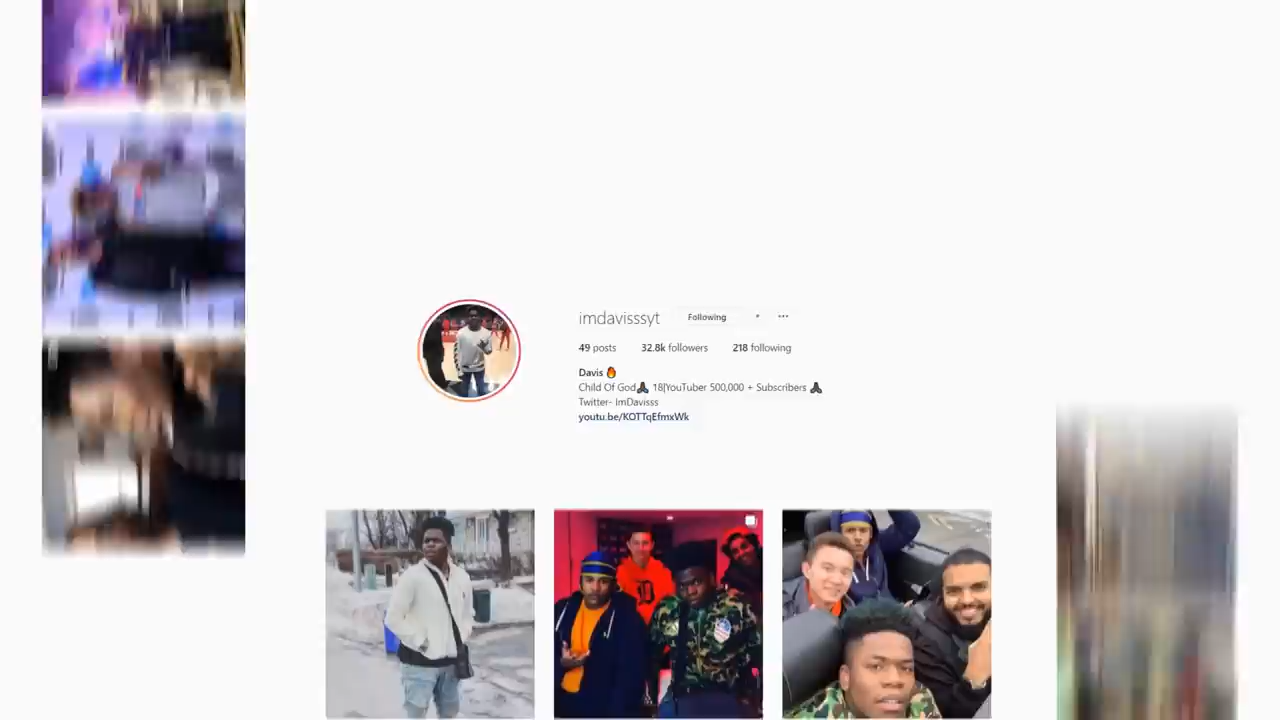 imdavisssyt Following
49 posts 32.8k followers 218 following
Davis 🔥
Child Of God🙏🏿 18|YouTuber 500,000 + Subscribers 🙏🏿
Twitter- ImDavisss
youtu.be/KOTTqEfmxWk